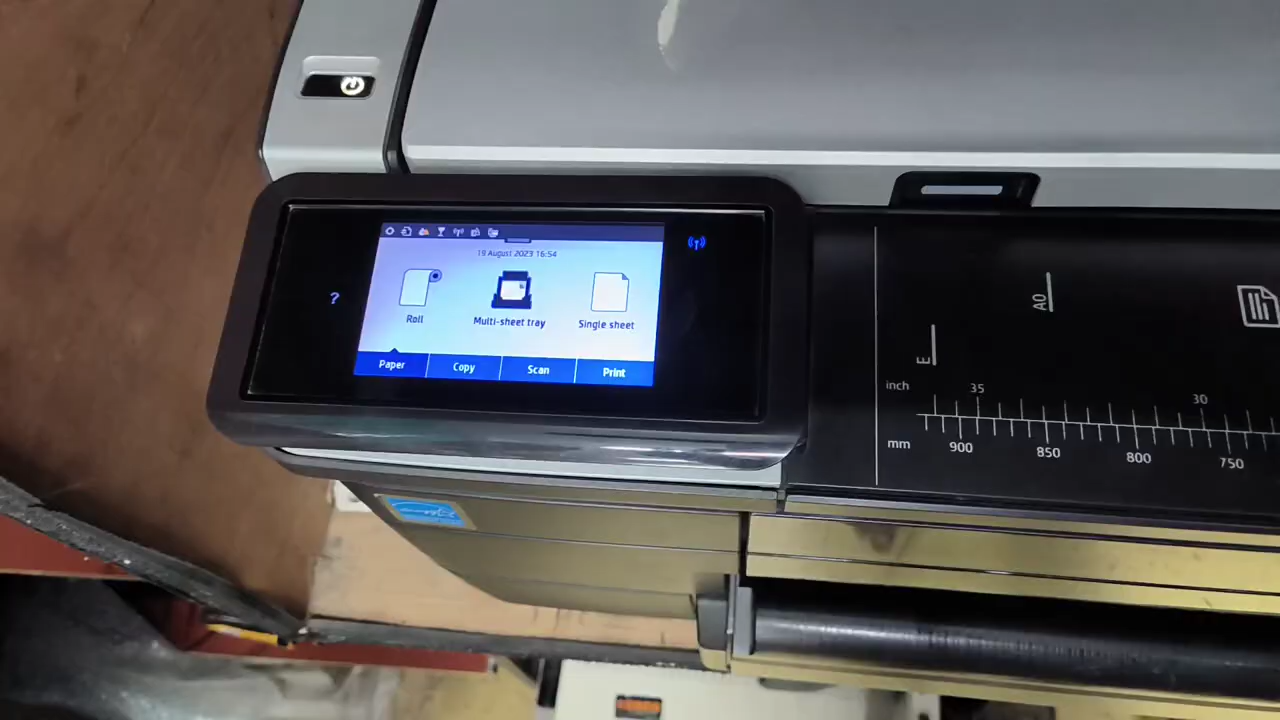 19 August 2023 16:54
?
Roll
Multi-sheet tray
Single sheet
Paper
Copy
Scan
Print
A0
E
inch
35
30
mm
900
850
800
750